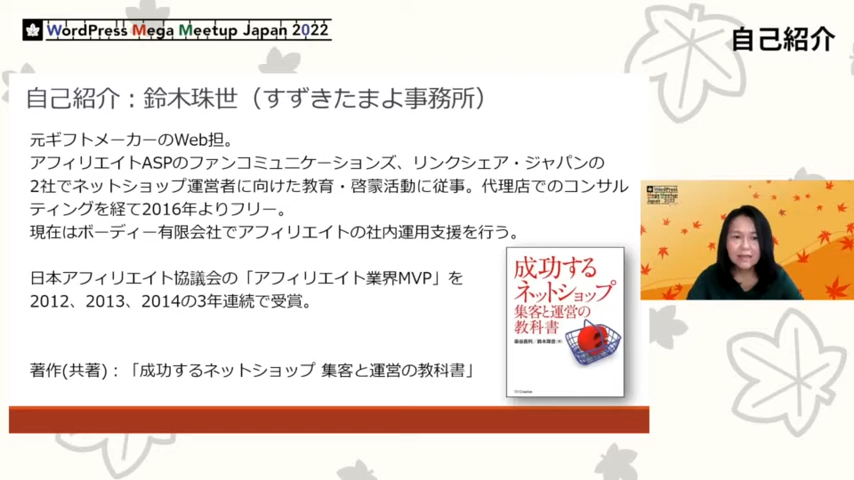 WordPress Mega Meetup Japan 2022
自己紹介
自己紹介：鈴木珠世（すずきたまよ事務所）
元ギフトメーカーのWeb担。
アフィリエイトASPのファンコミュニケーションズ、リンクシェア・ジャパンの
2社でネットショップ運営者に向けた教育・啓蒙活動に従事。代理店でのコンサル
ティングを経て2016年よりフリー。
現在はボーディー有限会社でアフィリエイトの社内運用支援を行う。
日本アフィリエイト協議会の「アフィリエイト業界MVP」を
2012、2013、2014の3年連続で受賞。
著作(共著)：「成功するネットショップ 集客と運営の教科書」
成功する
ネットショップ
集客と運営の
教科書
WordPress
Mega Meetup
Japan 2022